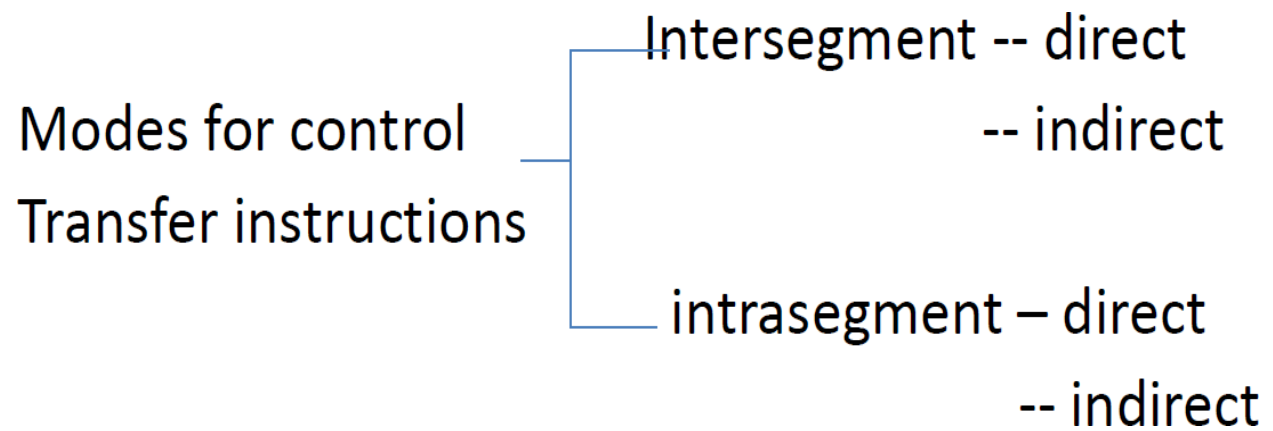 Intersegment -- direct
Modes for control
-- indirect
Transfer instructions
intrasegment – direct
-- indirect